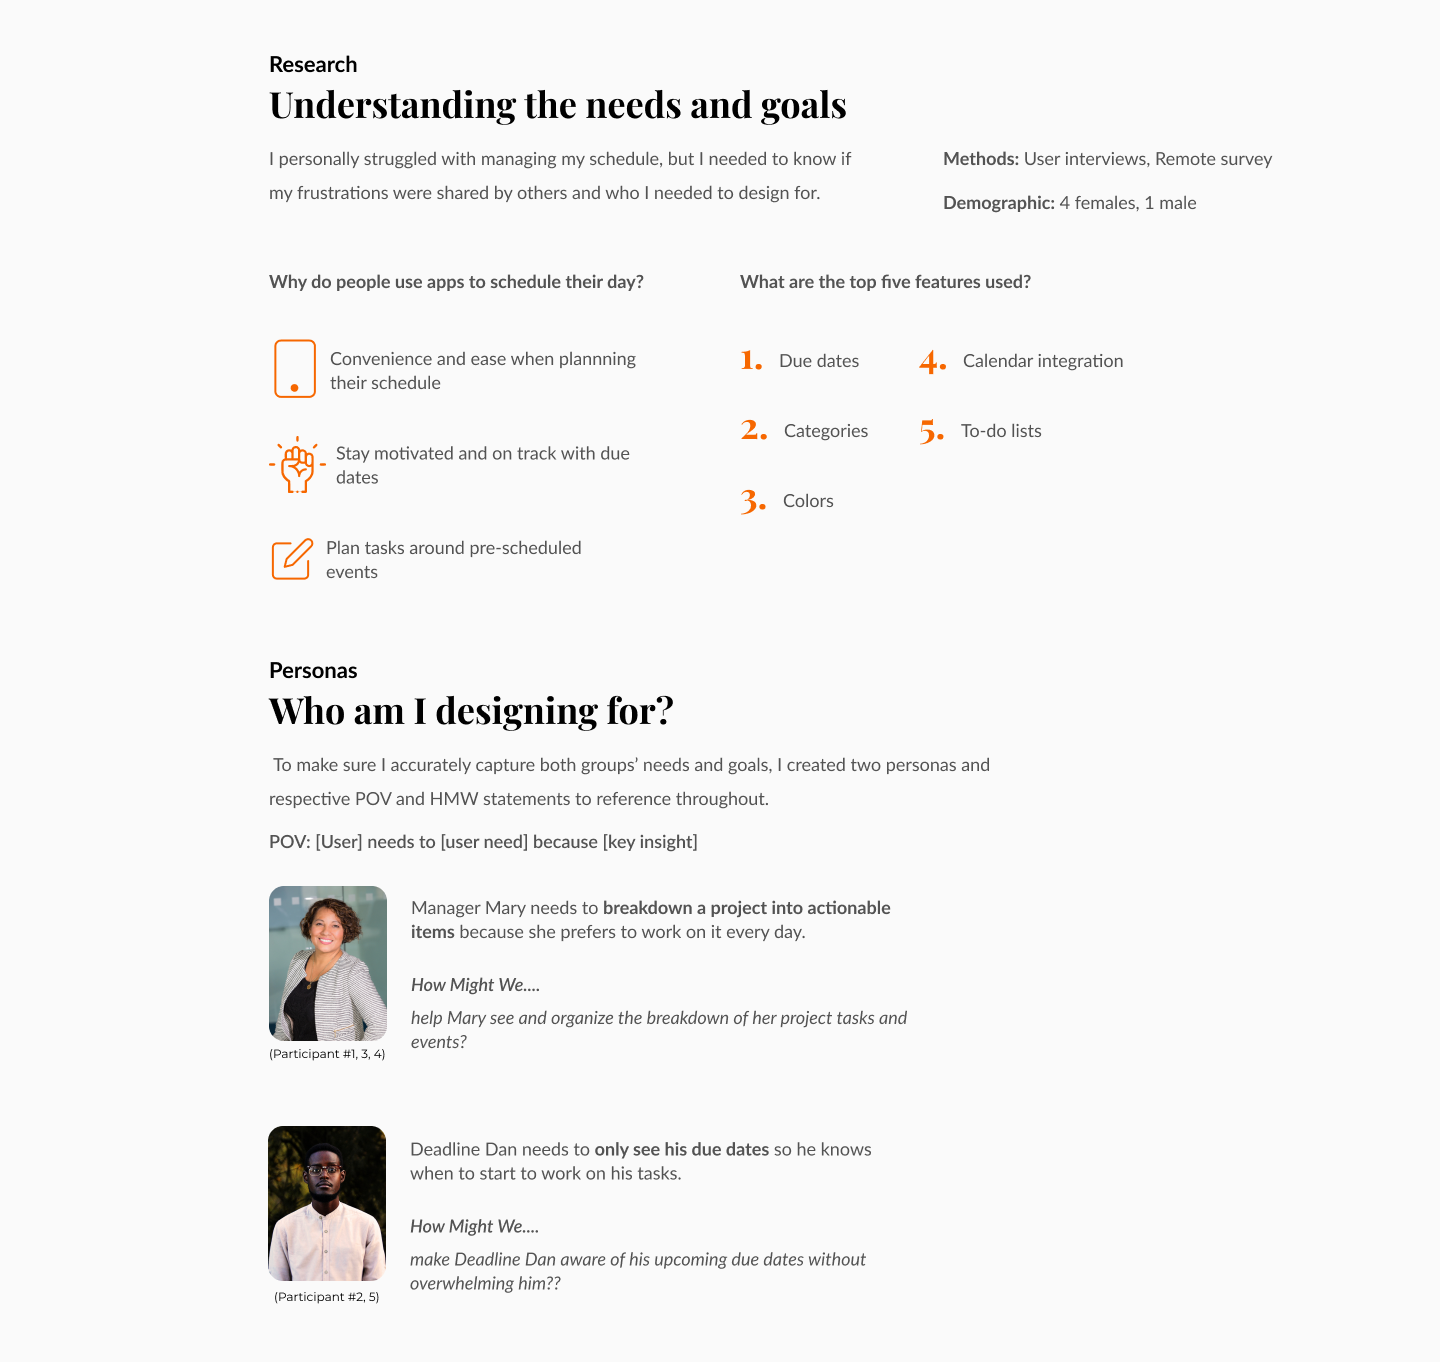 Research
Understanding the needs and goals
I personally struggled with managing my schedule, but I needed to know if
my frustrations were shared by others and who I needed to design for.
Methods: User interviews, Remote survey
Demographic: 4 females, 1 male
Why do people use apps to schedule their day?
Convenience and ease when plannning
their schedule
Stay motivated and on track with due
dates
Plan tasks around pre-scheduled
events
What are the top five features used?
1. Due dates
2. Categories
3. Colors
4. Calendar integration
5. To-do lists
Personas
Who am I designing for?
To make sure I accurately capture both groups’ needs and goals, I created two personas and
respective POV and HMW statements to reference throughout.
POV: [User] needs to [user need] because [key insight]
Manager Mary needs to breakdown a project into actionable
items because she prefers to work on it every day.
How Might We....
help Mary see and organize the breakdown of her project tasks and
events?
(Participant #1, 3, 4)
Deadline Dan needs to only see his due dates so he knows
when to start to work on his tasks.
How Might We....
make Deadline Dan aware of his upcoming due dates without
overwhelming him??
(Participant #2, 5)